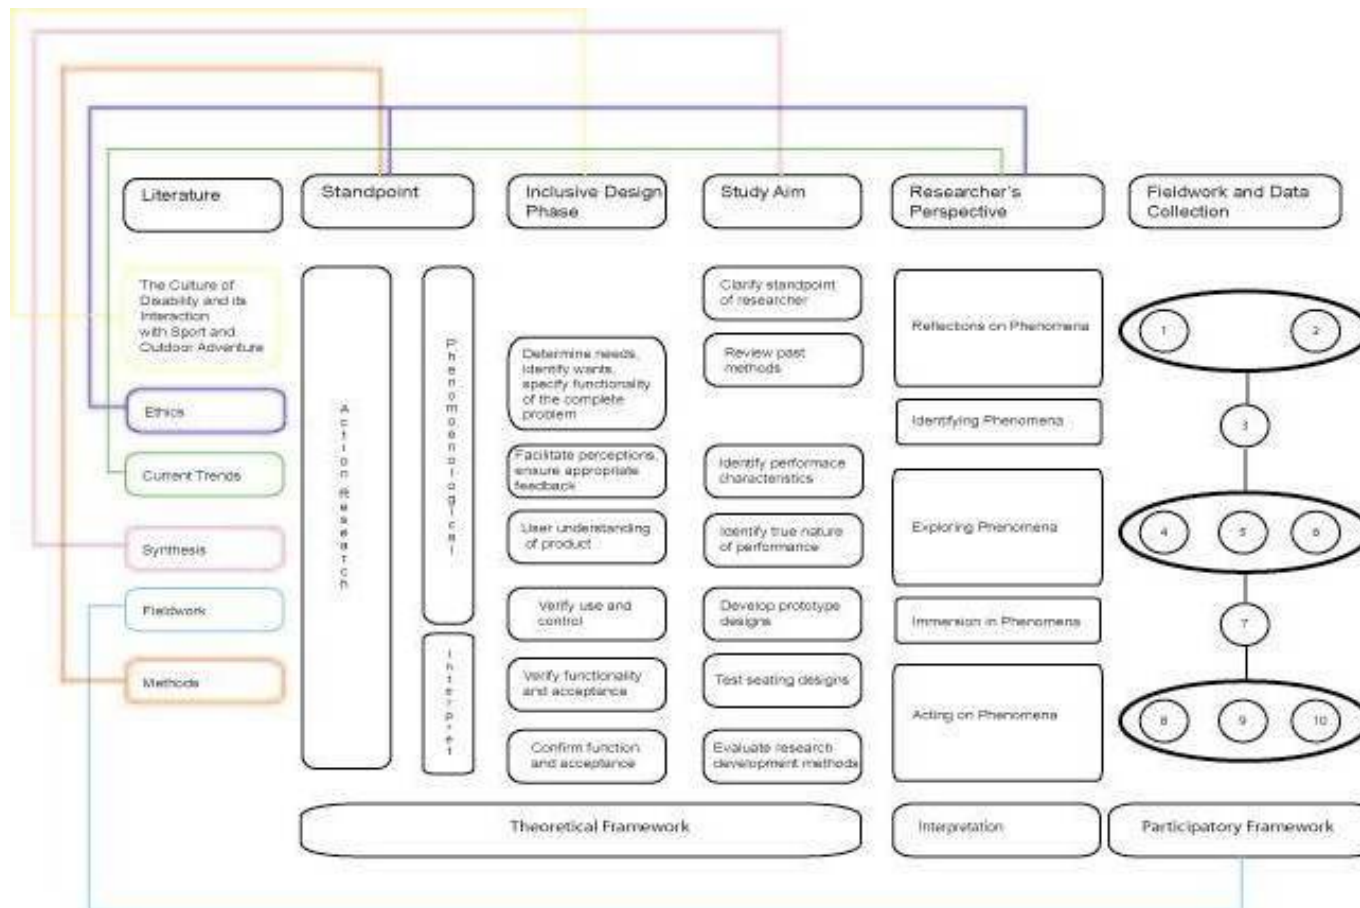 Literature
Standpoint
Inclusive Design
Phase
Study Aim
Researcher's
Perspective
Fieldwork and Data
Collection
The Culture of
Disability and its
Interaction
with Sport and
Outdoor Adventure
Ethics
Current Trends
Synthesis
Fieldwork
Methods
Action Research
Phenomoenological
Interpret
Determine needs,
Identify wants,
specify functionality
of the complete
problem
Facilitate perceptions,
ensure appropriate
feedback
User understanding
of product
Verify use and
control
Verify functionality
and acceptance
Confirm function
and acceptance
Clarify standpoint
of researcher
Review past
methods
Identify performace
characteristics
Identify true nature
of performance
Develop prototype
designs
Test seating designs
Evaluate research
development methods
Reflections on Phenomena
Identifying Phenomena
Exploring Phenomena
Immersion in Phenomena
Acting on Phenomena
1 2
3
4 5 6
7
8 9 10
Theoretical Framework
Interpretation
Participatory Framework